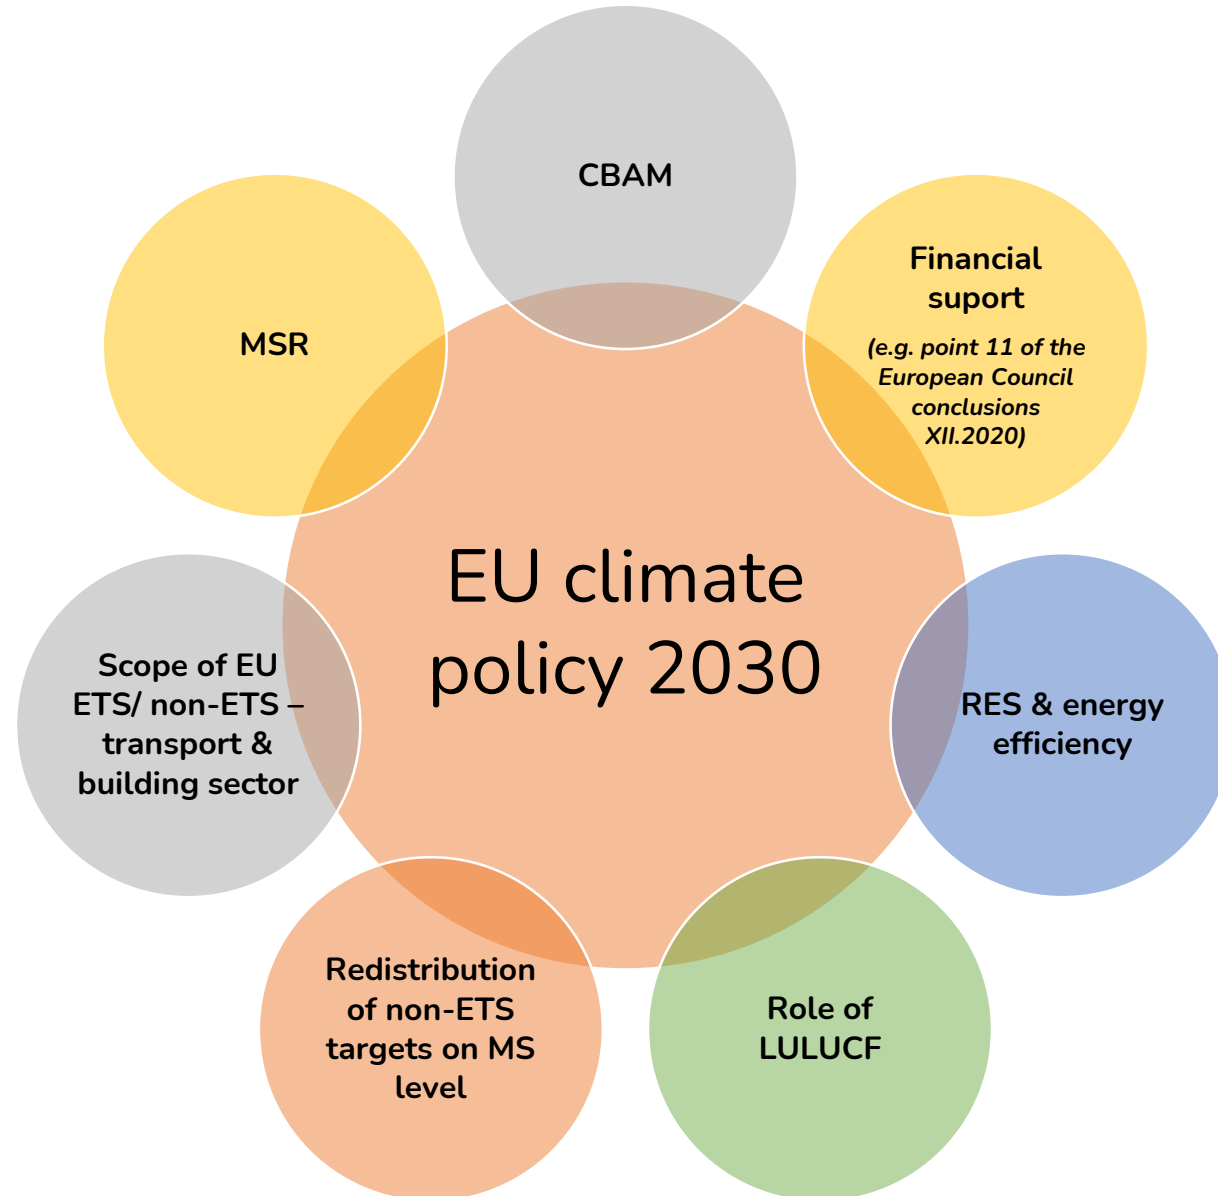 CBAM
Financial
suport
(e.g. point 11 of the
European Council
conclusions
XII.2020)
MSR
EU climate
policy 2030
Scope of EU
ETS/ non-ETS –
transport &
building sector
RES & energy
efficiency
Redistribution
of non-ETS
targets on MS
level
Role of
LULUCF